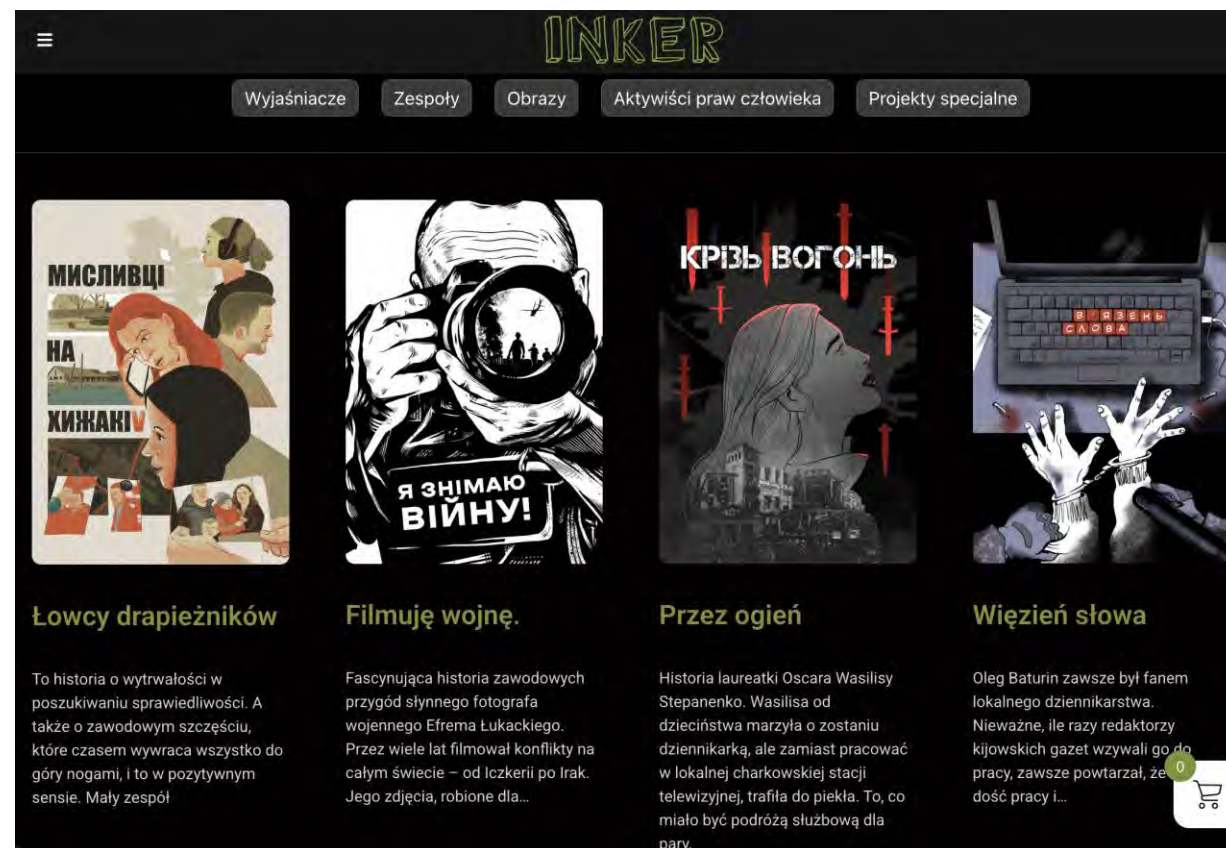 INKER
Wyjaśniacze
Zespoły
Obrazy
Aktywiści praw człowieka
Projekty specjalne
МИСЛИВЦІ
НА
ХИЖАКІV
Я ЗНІМАЮ
ВІЙНУ!
КРІЗЬ ВОГОНЬ
В'ЯЗЕНЬ
СЛОВА
Łowcy drapieżników
To historia o wytrwałości w
poszukiwaniu sprawiedliwości. A
także o zawodowym szczęściu,
które czasem wywraca wszystko do
góry nogami, i to w pozytywnym
sensie. Mały zespół
Filmuję wojnę.
Fascynująca historia zawodowych
przygód słynnego fotografa
wojennego Efrema Łukackiego.
Przez wiele lat filmował konflikty na
całym świecie – od Iczkerii po Irak.
Jego zdjęcia, robione dla...
Przez ogień
Historia laureatki Oscara Wasilisy
Stepanenko. Wasilisa od
dzieciństwa marzyła o zostaniu
dziennikarką, ale zamiast pracować
w lokalnej charkowskiej stacji
telewizyjnej, trafiła do piekła. To, co
miało być podróżą służbową dla
pary.
Więzień słowa
Oleg Baturin zawsze był fanem
lokalnego dziennikarstwa.
Nieważne, ile razy redaktorzy
kijowskich gazet wzywali go do
pracy, zawsze powtarzał, że
dość pracy i...
0